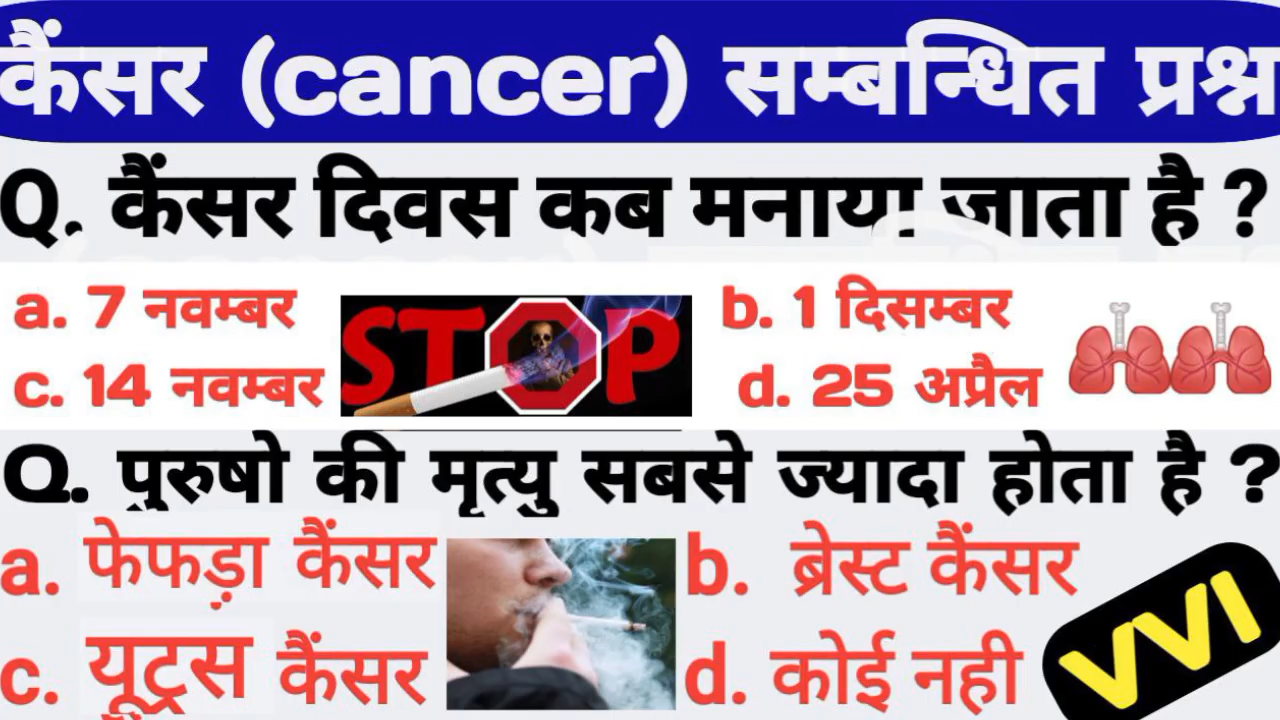 कैंसर (cancer) सम्बन्धित प्रश्न
Q. कैंसर दिवस कब मनाया जाता है ?
a. 7 नवम्बर
b. 1 दिसम्बर
c. 14 नवम्बर
d. 25 अप्रैल
STOP
Q. पुरुषो की मृत्यु सबसे ज्यादा होता है ?
a. फेफड़ा कैंसर
b. ब्रेस्ट कैंसर
c. यूट्रस कैंसर
d. कोई नही
VVI